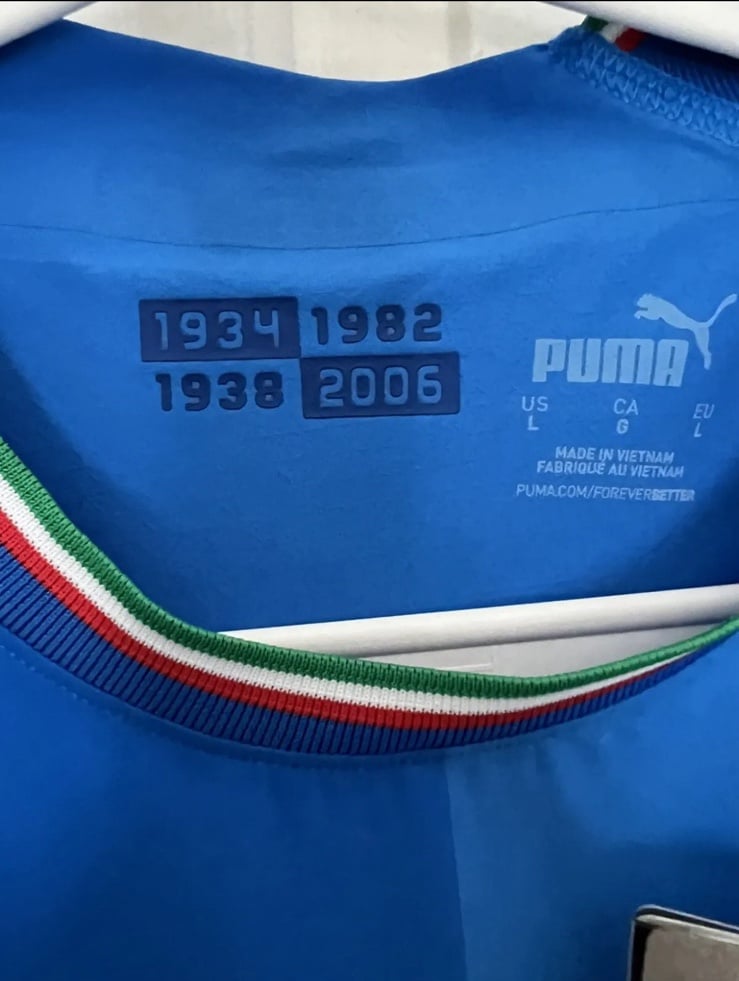 1934 1982
1938 2006
PUMA
US CA EU
L G L
MADE IN VIETNAM
FABRIQUÉ AU VIETNAM
PUMA.COM/FOREVERBETTER